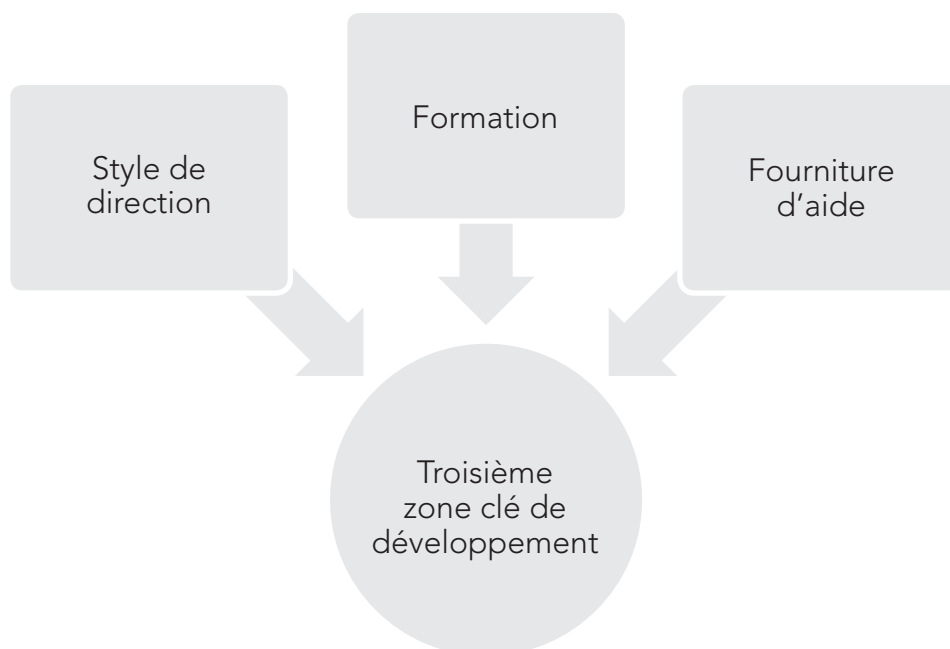 Style de
direction
Formation
Fourniture
d’aide
Troisième
zone clé de
développement